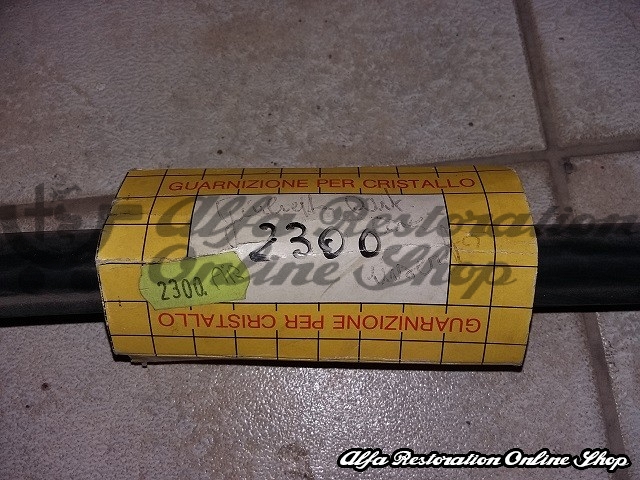 GUARNIZIONE PER CRISTALLO
2300
2300.
GUARNIZIONE PER CRISTALLO
Alfa Restoration
Online Shop
Alfa Restoration Online Shop